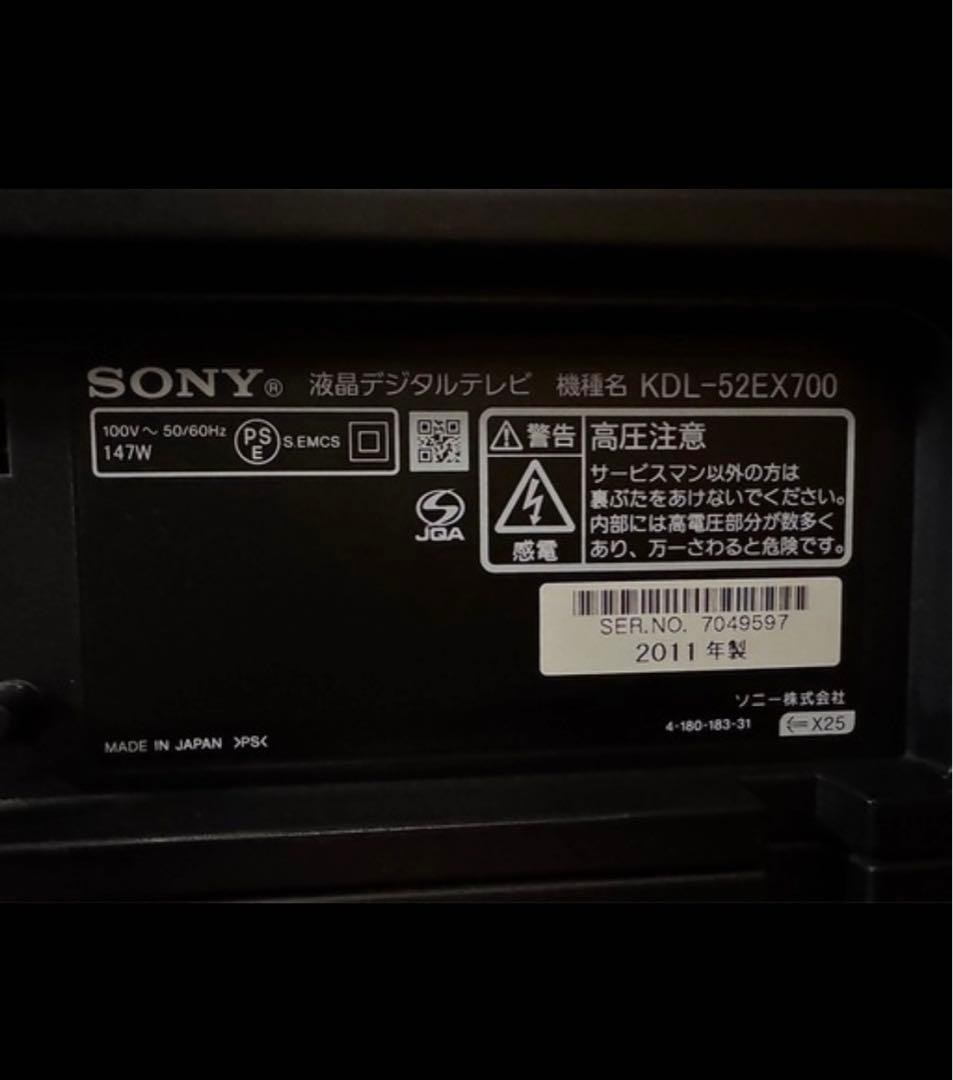 SONY® 液晶デジタルテレビ 機種名 KDL-52EX700
100V〜 50/60Hz
147W
PS
E
S.EMCS
JQA
警告 高圧注意
感電
サービスマン以外の方は
裏ぶたをあけないでください。
内部には高電圧部分が数多く
あり、万一さわると危険です。
SER.NO. 7049597
2011年製
ソニー株式会社
4-180-183-31 X25
MADE IN JAPAN >PS<